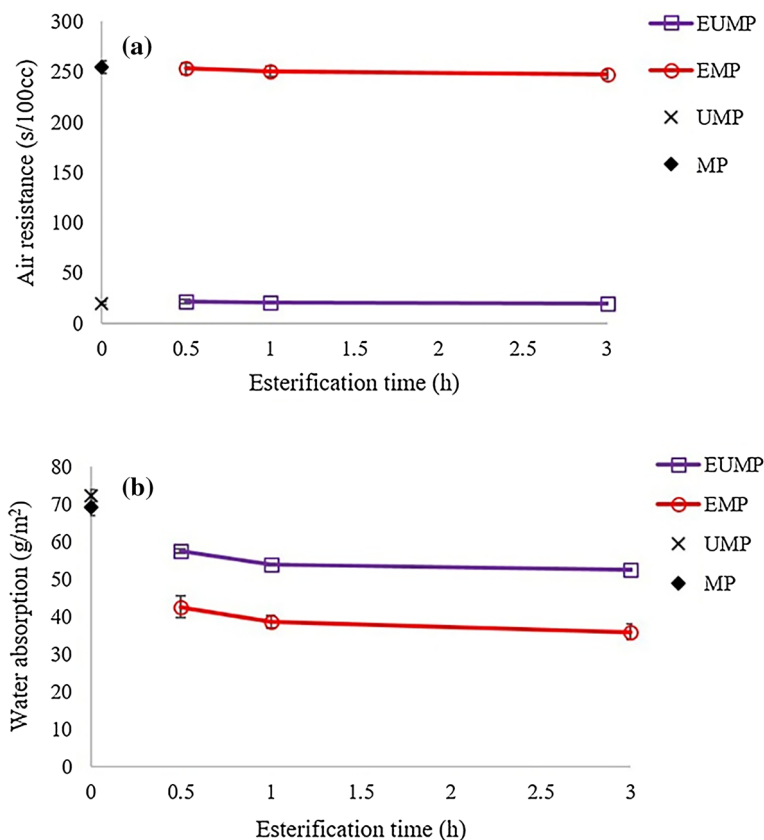 300
250
200
150
100
50
0
Air resistance (s/100cc)
(a)
0 0.5 1 1.5 2 2.5 3
Esterification time (h)
EUMP
EMP
UMP
MP
80
70
60
50
40
30
20
10
0
Water absorption (g/m²)
(b)
0 0.5 1 1.5 2 2.5 3
Esterification time (h)
EUMP
EMP
UMP
MP